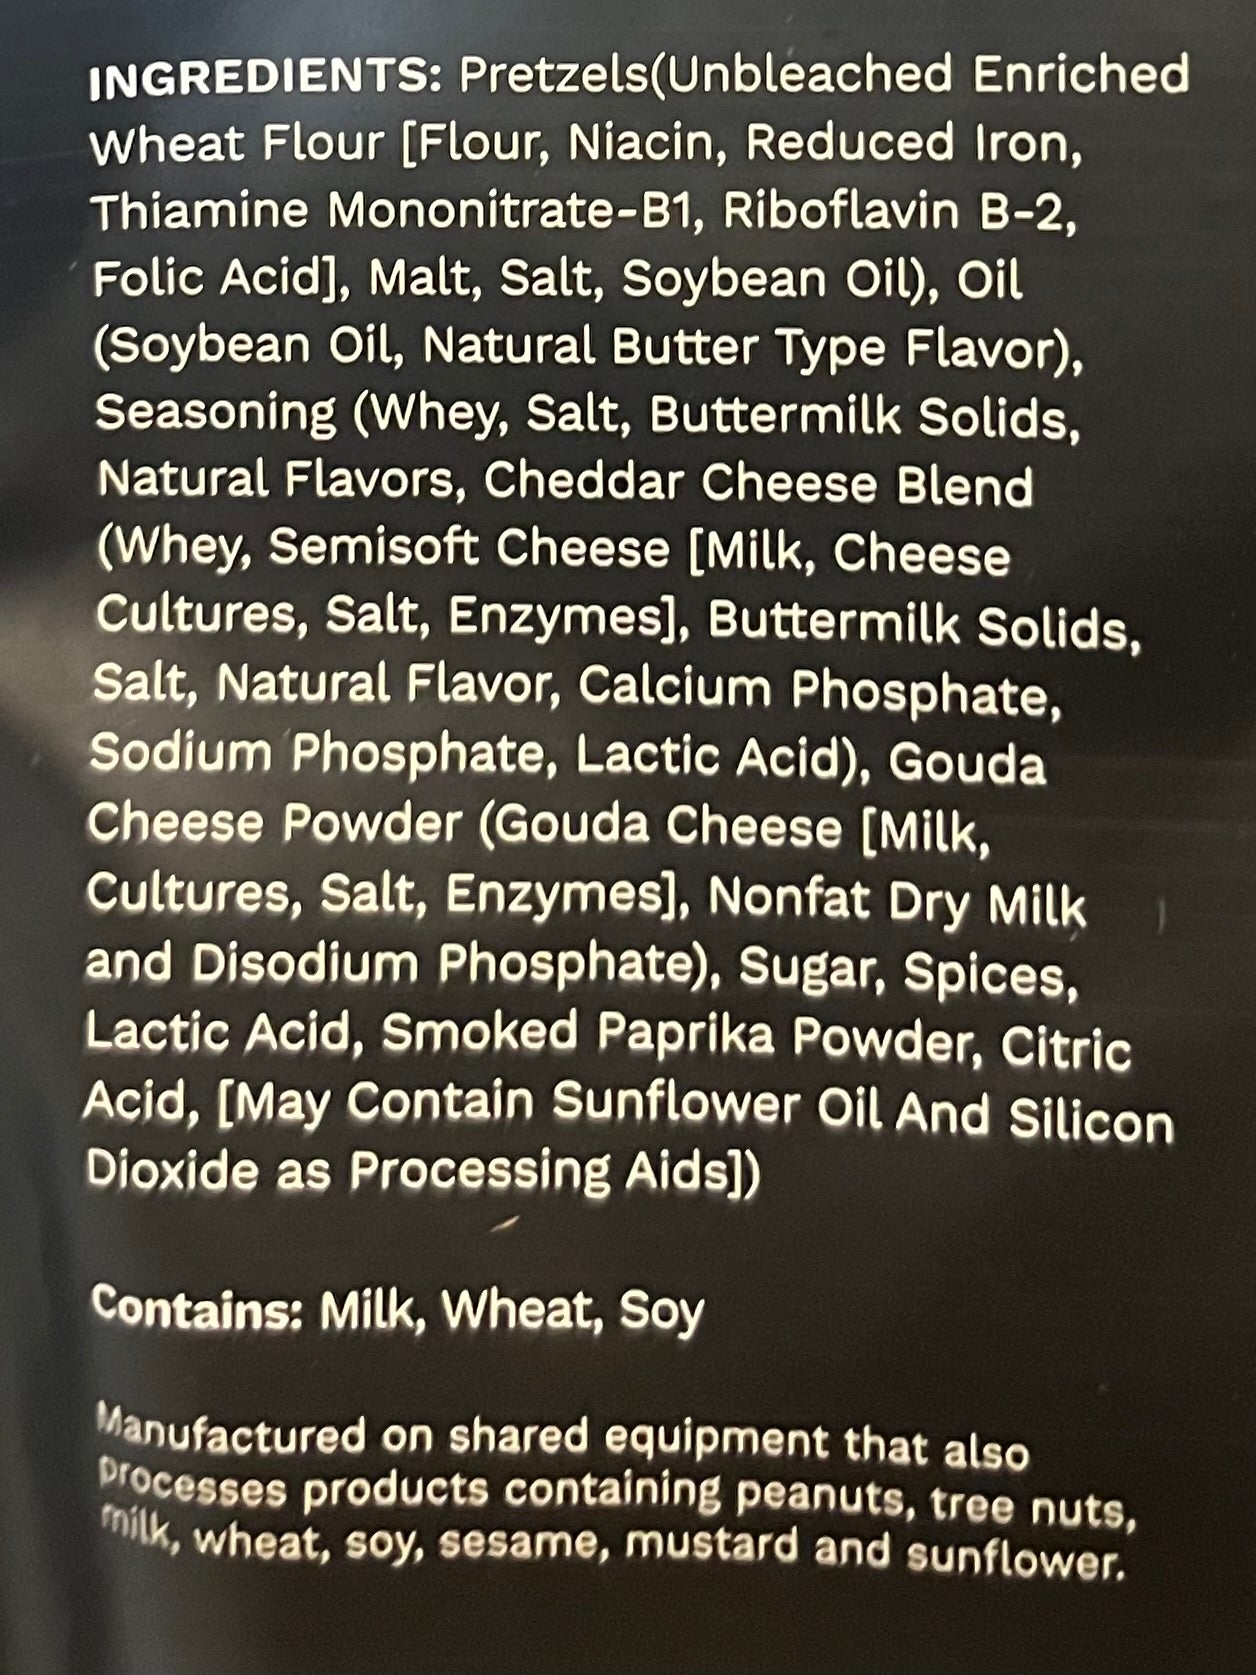 INGREDIENTS: Pretzels(Unbleached Enriched
Wheat Flour [Flour, Niacin, Reduced Iron,
Thiamine Mononitrate-B1, Riboflavin B-2,
Folic Acid], Malt, Salt, Soybean Oil), Oil
(Soybean Oil, Natural Butter Type Flavor),
Seasoning (Whey, Salt, Buttermilk Solids,
Natural Flavors, Cheddar Cheese Blend
(Whey, Semisoft Cheese [Milk, Cheese
Cultures, Salt, Enzymes], Buttermilk Solids,
Salt, Natural Flavor, Calcium Phosphate,
Sodium Phosphate, Lactic Acid), Gouda
Cheese Powder (Gouda Cheese [Milk,
Cultures, Salt, Enzymes], Nonfat Dry Milk
and Disodium Phosphate), Sugar, Spices,
Lactic Acid, Smoked Paprika Powder, Citric
Acid, [May Contain Sunflower Oil And Silicon
Dioxide as Processing Aids])
Contains: Milk, Wheat, Soy
Manufactured on shared equipment that also
processes products containing peanuts, tree nuts,
milk, wheat, soy, sesame, mustard and sunflower.